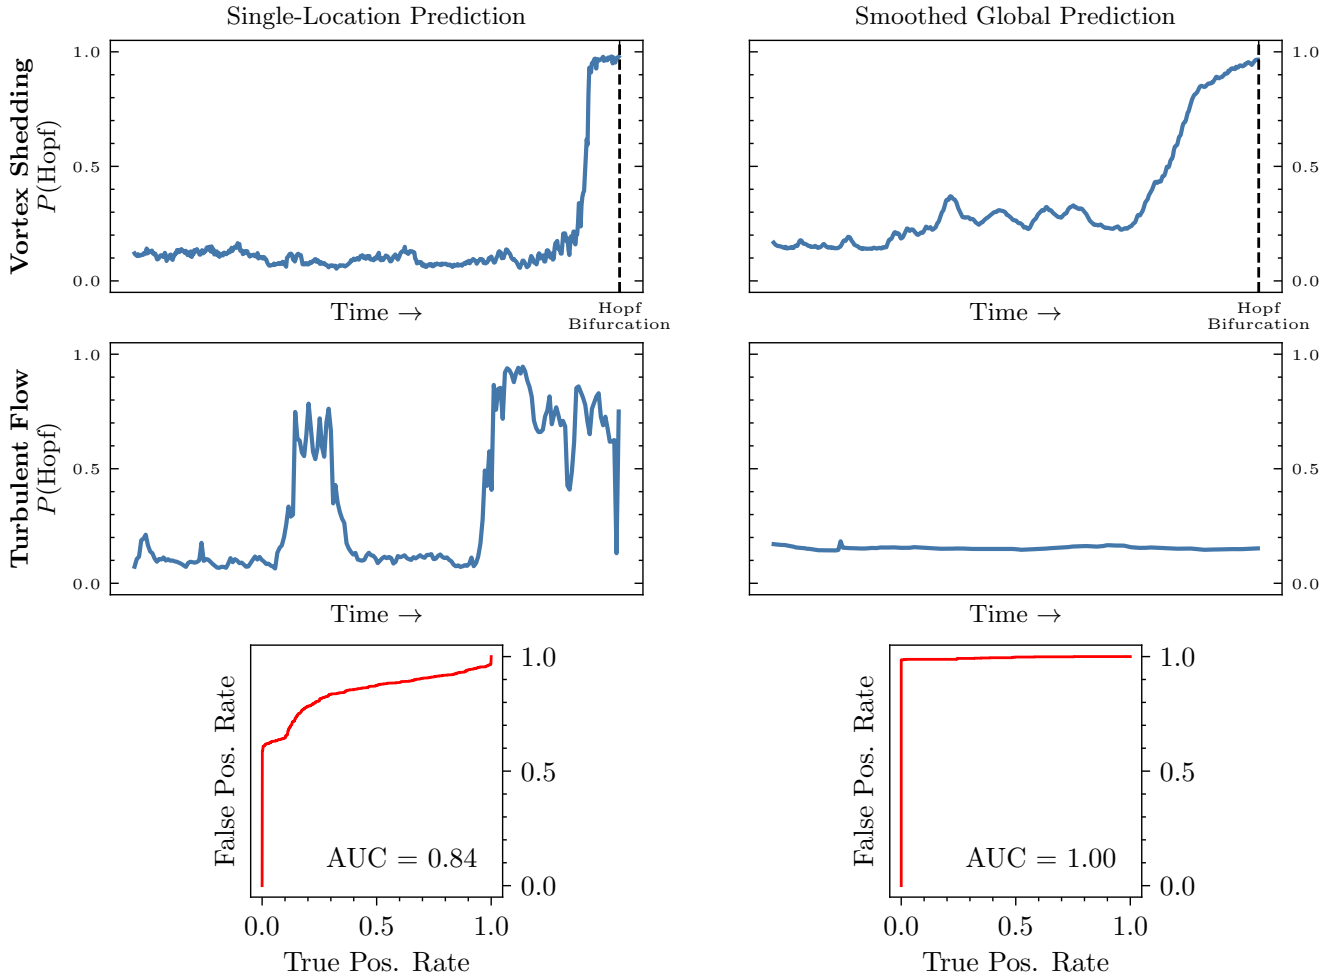 Single-Location Prediction
Smoothed Global Prediction
Vortex Shedding
P(Hopf)
1.0
0.5
0.0
1.0
0.5
0.0
Time →
Hopf
Bifurcation
Time →
Hopf
Bifurcation
Turbulent Flow
P(Hopf)
1.0
0.5
0.0
1.0
0.5
0.0
Time →
Time →
False Pos. Rate
1.0
0.5
0.0
AUC = 0.84
0.0 0.5 1.0
True Pos. Rate
False Pos. Rate
1.0
0.5
0.0
AUC = 1.00
0.0 0.5 1.0
True Pos. Rate